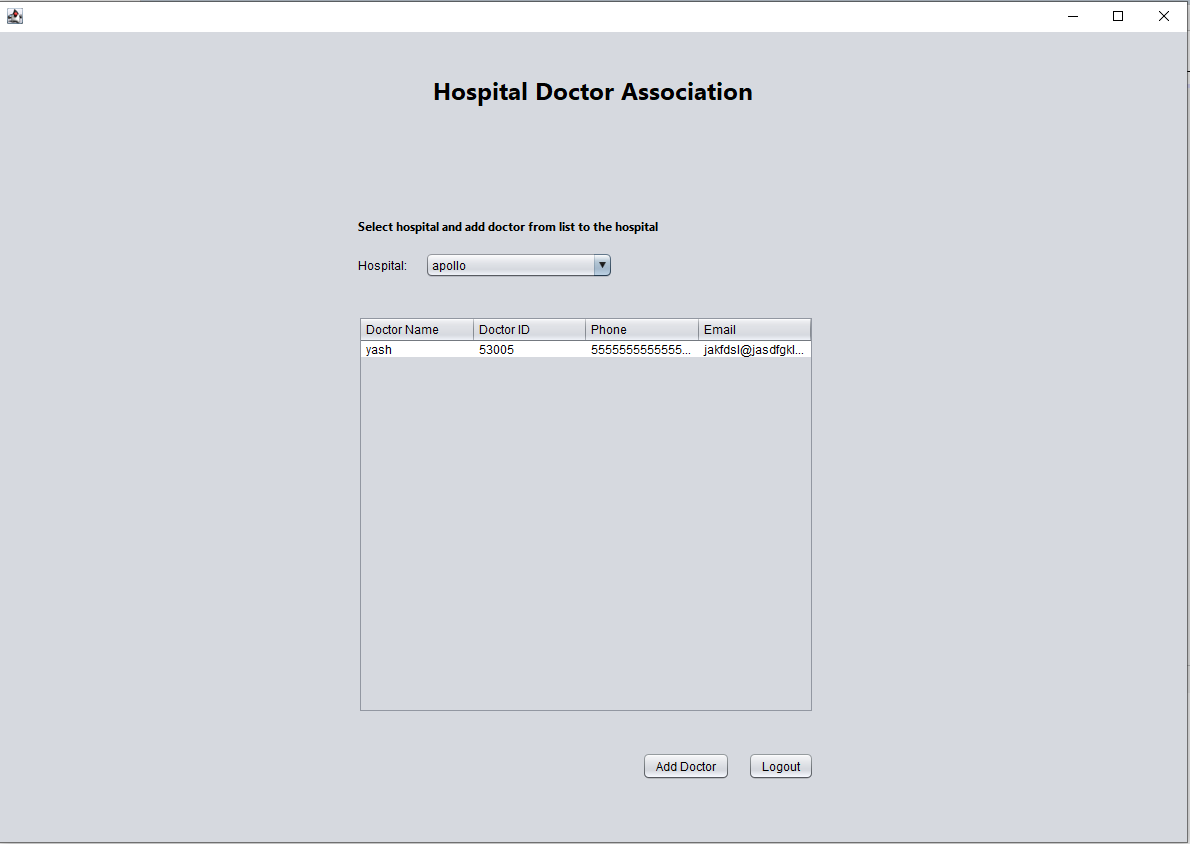 Hospital Doctor Association
Select hospital and add doctor from list to the hospital
Hospital: apollo
Doctor Name Doctor ID Phone Email
yash 53005 5555555555555... jakfdsl@jasdfgkl...
Add Doctor Logout